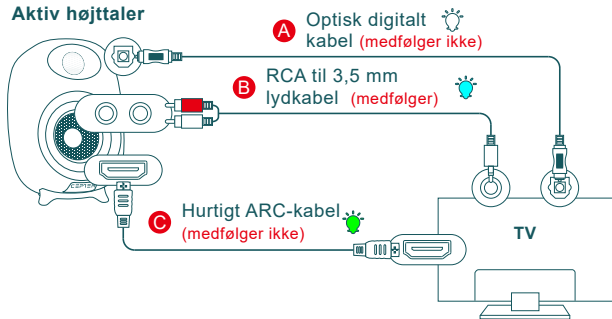 Aktiv højttaler
A Optisk digitalt
kabel (medfølger ikke)
B RCA til 3,5 mm
lydkabel (medfølger)
C Hurtigt ARC-kabel
(medfølger ikke)
TV